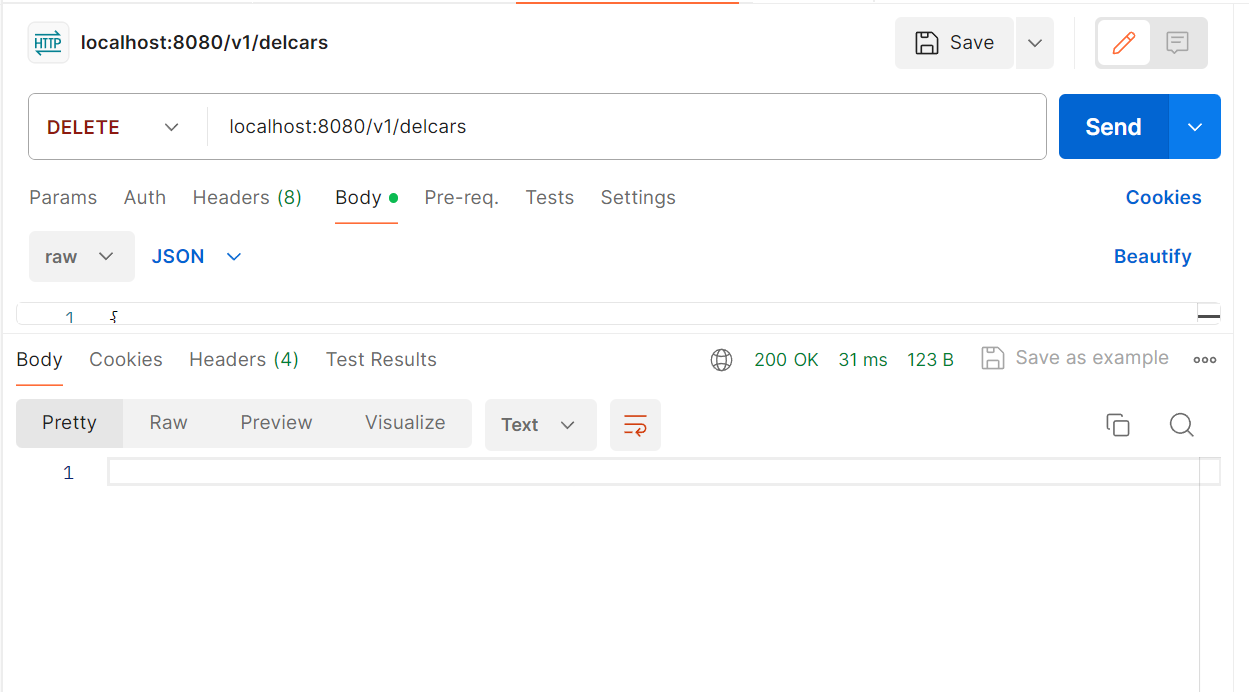 HTTP localhost:8080/v1/delcars Save
DELETE localhost:8080/v1/delcars Send
Params Auth Headers (8) Body Pre-req. Tests Settings Cookies
raw JSON Beautify
1 {
Body Cookies Headers (4) Test Results 200 OK 31 ms 123 B Save as example
Pretty Raw Preview Visualize Text
1